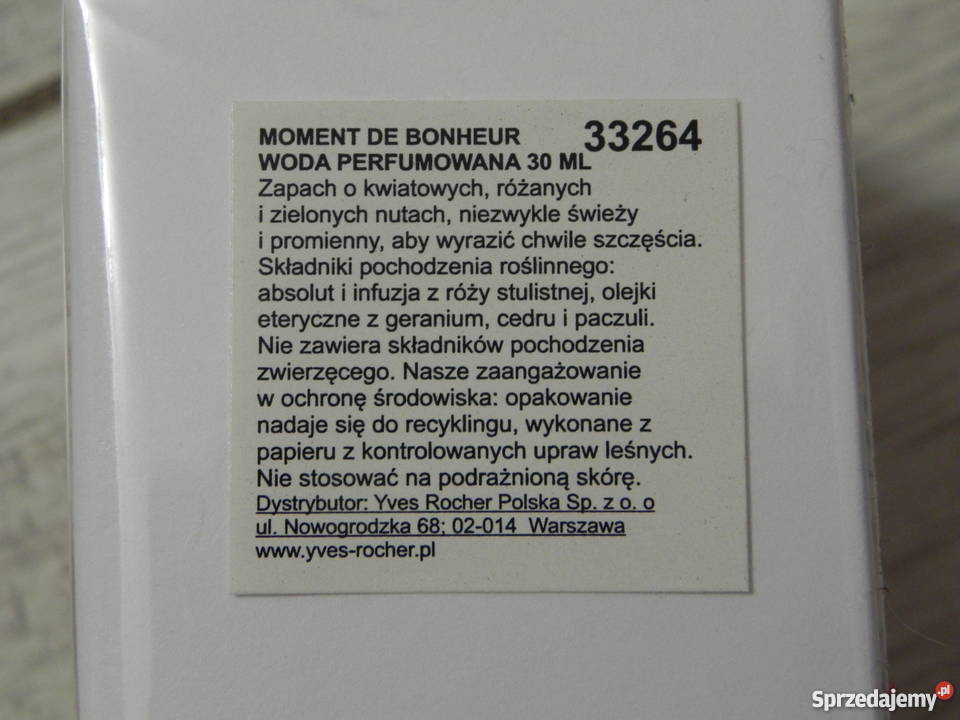 MOMENT DE BONHEUR 33264
WODA PERFUMOWANA 30 ML
Zapach o kwiatowych, różanych
i zielonych nutach, niezwykle świeży
i promienny, aby wyrazić chwile szczęścia.
Składniki pochodzenia roślinnego:
absolut i infuzja z róży stulistnej, olejki
eteryczne z geranium, cedru i paczuli.
Nie zawiera składników pochodzenia
zwierzęcego. Nasze zaangażowanie
w ochronę środowiska: opakowanie
nadaje się do recyklingu, wykonane z
papieru z kontrolowanych upraw leśnych.
Nie stosować na podrażnioną skórę.
Dystrybutor: Yves Rocher Polska Sp. z o. o
ul. Nowogrodzka 68; 02-014 Warszawa
www.yves-rocher.pl
Sprzedajemy.pl